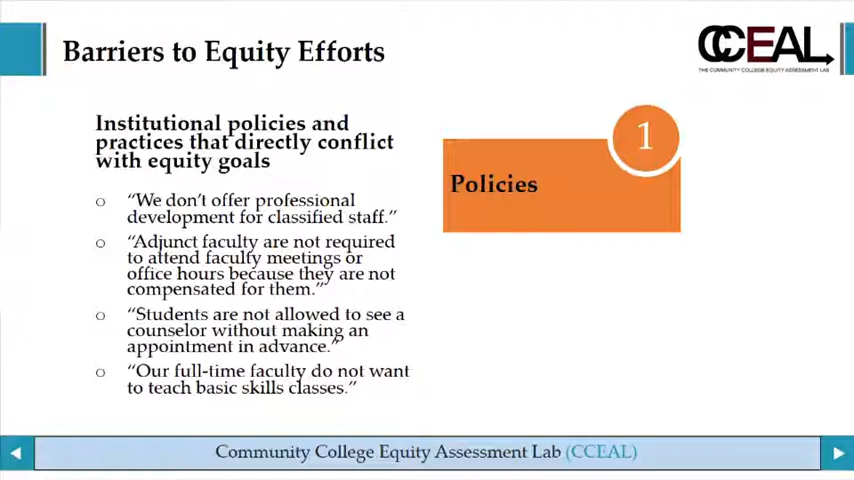 Barriers to Equity Efforts
CCEAL
THE COMMUNITY COLLEGE EQUITY ASSESSMENT LAB
Institutional policies and
practices that directly conflict
with equity goals
o “We don’t offer professional
development for classified staff.”
o “Adjunct faculty are not required
to attend faculty meetings or
office hours because they are not
compensated for them.”
o “Students are not allowed to see a
counselor without making an
appointment in advance.”
o “Our full-time faculty do not want
to teach basic skills classes.”
1
Policies
Community College Equity Assessment Lab (CCEAL)